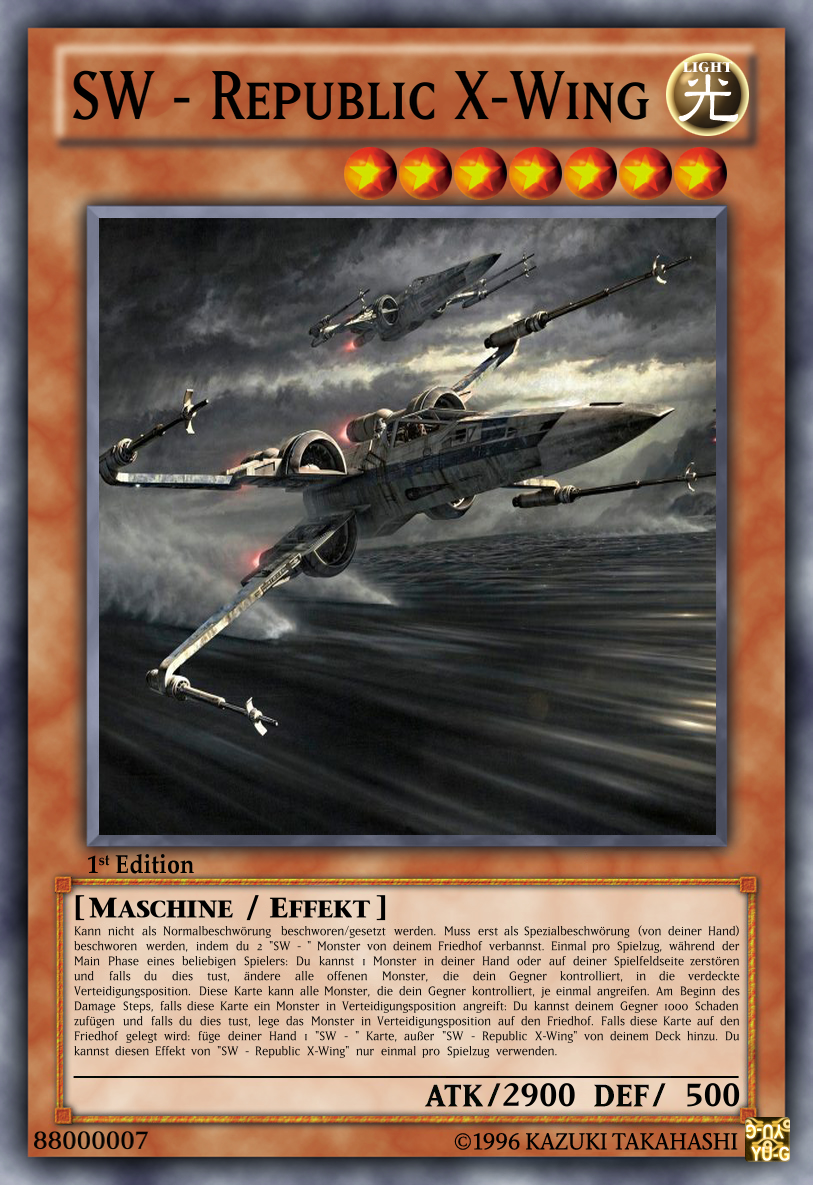 SW - Republic X-Wing
LIGHT
光
1st Edition
[ Maschine / Effekt ]
Kann nicht als Normalbeschwörung beschworen/gesetzt werden. Muss erst als Spezialbeschwörung (von deiner Hand)
beschworen werden, indem du 2 "SW - " Monster von deinem Friedhof verbannst. Einmal pro Spielzug, während der
Main Phase eines beliebigen Spielers: Du kannst 1 Monster in deiner Hand oder auf deiner Spielfeldseite zerstören
und falls du dies tust, ändere alle offenen Monster, die dein Gegner kontrolliert, in die verdeckte
Verteidigungsposition. Diese Karte kann alle Monster, die dein Gegner kontrolliert, je einmal angreifen. Am Beginn des
Damage Steps, falls diese Karte ein Monster in Verteidigungsposition angreift: Du kannst deinem Gegner 1000 Schaden
zufügen und falls du dies tust, lege das Monster in Verteidigungsposition auf den Friedhof. Falls diese Karte auf den
Friedhof gelegt wird: füge deiner Hand 1 "SW - " Karte, außer "SW - Republic X-Wing" von deinem Deck hinzu. Du
kannst diesen Effekt von "SW - Republic X-Wing" nur einmal pro Spielzug verwenden.
ATK/2900 DEF/ 500
88000007
©1996 KAZUKI TAKAHASHI
YU-G